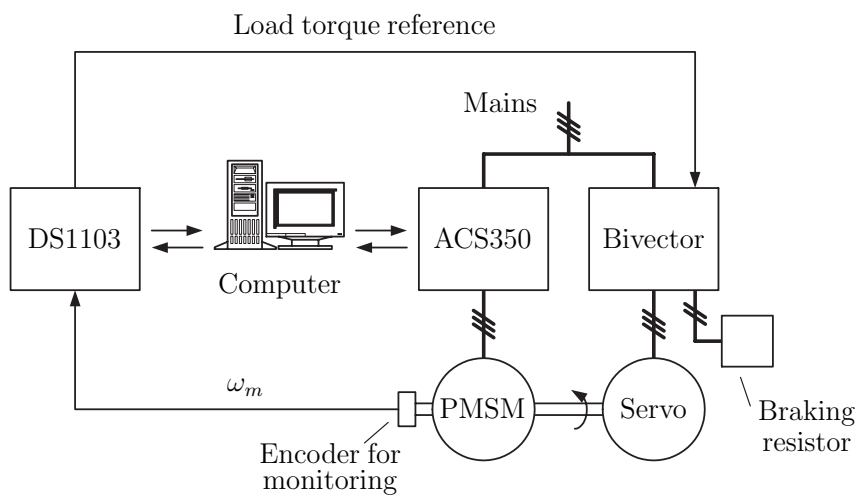 Load torque reference
Mains
DS1103
ACS350
Bivector
Computer
ω_m
PMSM
Servo
Encoder for
monitoring
Braking
resistor